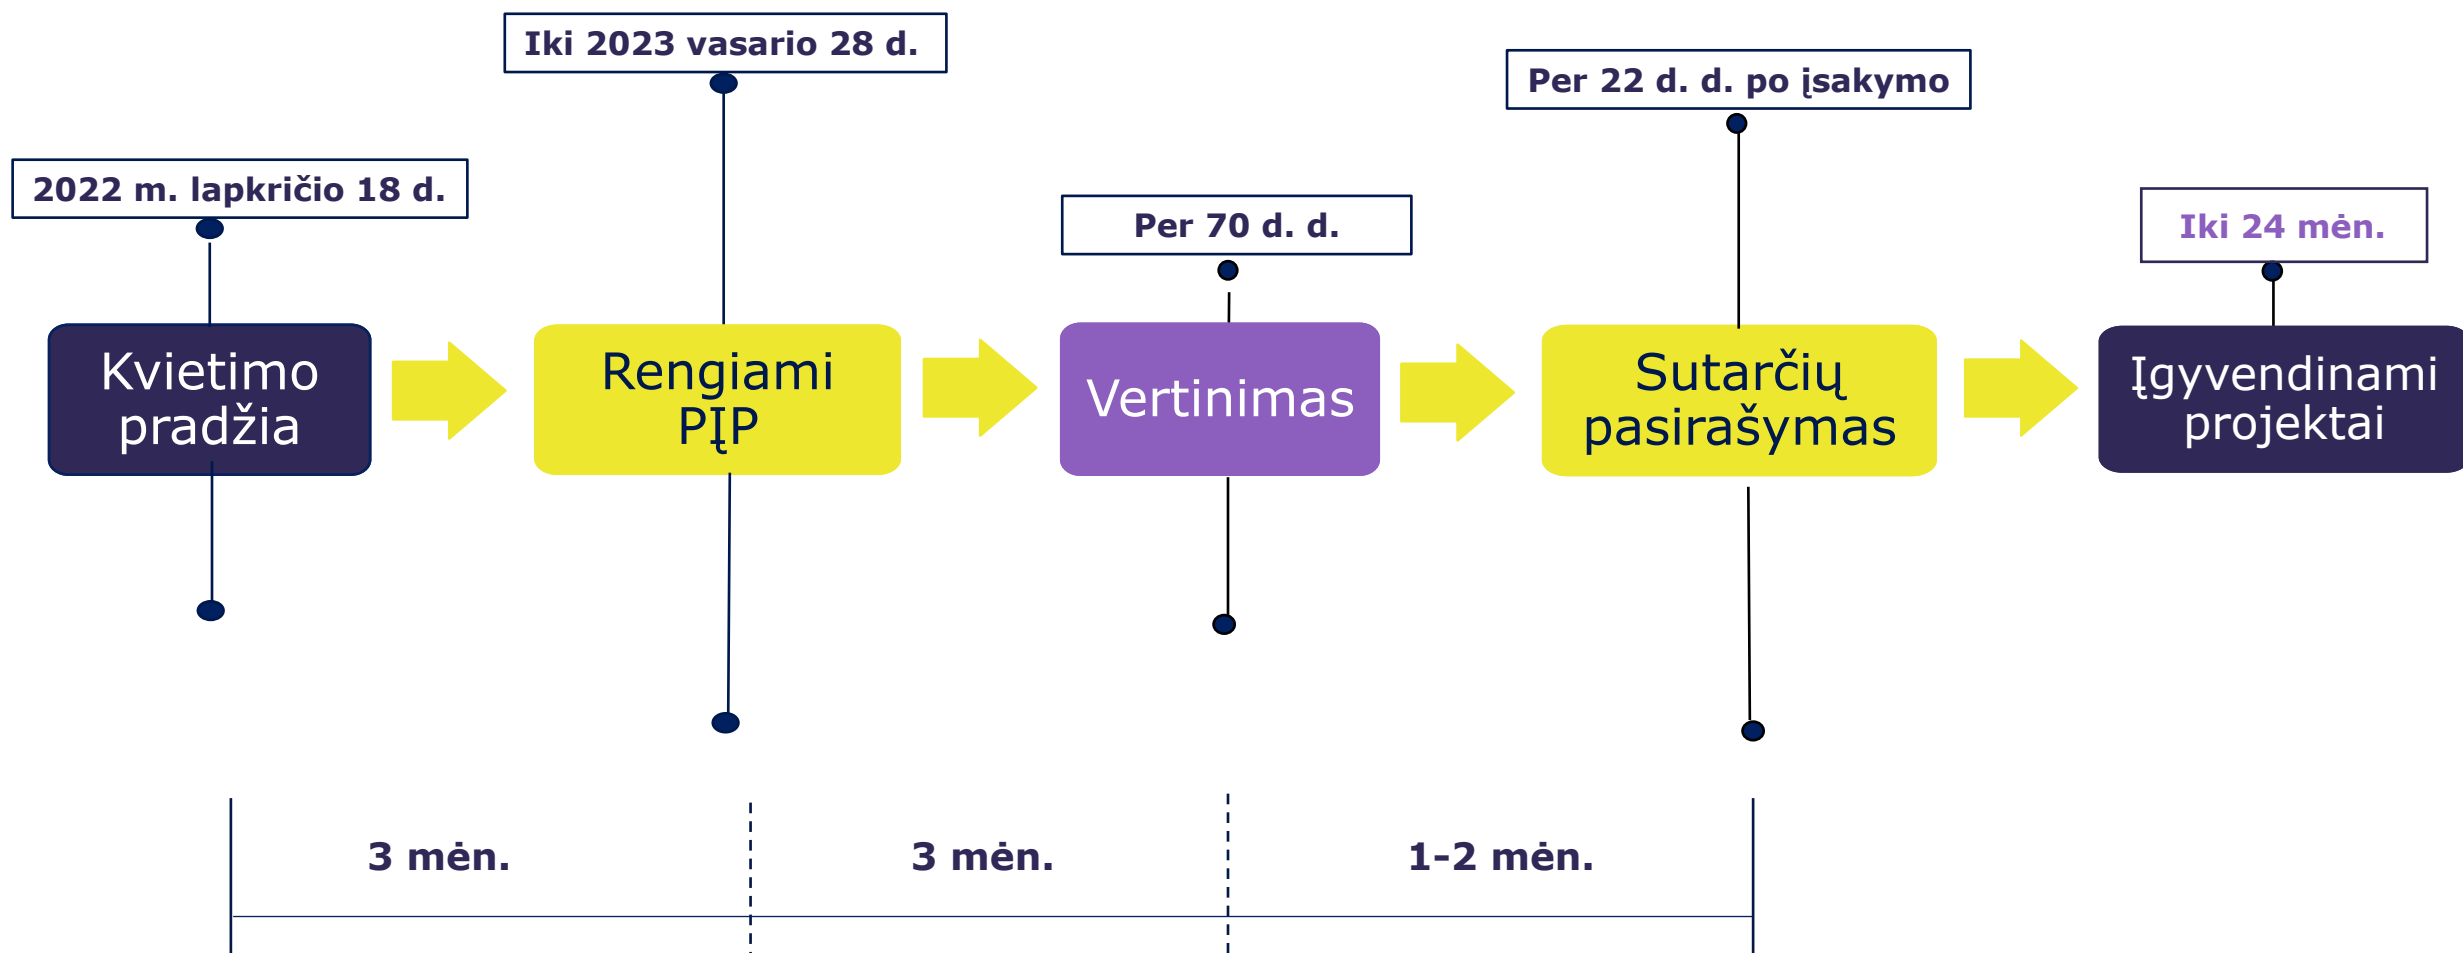 Iki 2023 vasario 28 d.
Per 22 d. d. po įsakymo
2022 m. lapkričio 18 d.
Per 70 d. d.
Iki 24 mėn.
Kvietimo
pradžia
Rengiami
PĮP
Vertinimas
Sutarčių
pasirašymas
Įgyvendinami
projektai
3 mėn.
3 mėn.
1-2 mėn.